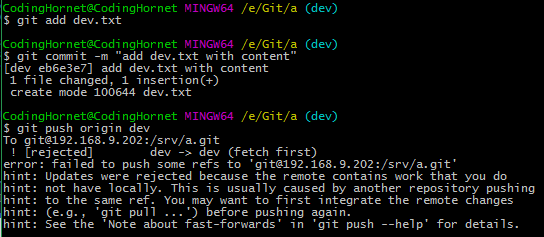 CodingHornet@CodingHornet MINGW64 /e/Git/a (dev)
$ git add dev.txt
CodingHornet@CodingHornet MINGW64 /e/Git/a (dev)
$ git commit -m "add dev.txt with content"
[dev eb6e3e7] add dev.txt with content
 1 file changed, 1 insertion(+)
 create mode 100644 dev.txt
CodingHornet@CodingHornet MINGW64 /e/Git/a (dev)
$ git push origin dev
To git@192.168.9.202:/srv/a.git
 ! [rejected]        dev -> dev (fetch first)
error: failed to push some refs to 'git@192.168.9.202:/srv/a.git'
hint: Updates were rejected because the remote contains work that you do
hint: not have locally. This is usually caused by another repository pushing
hint: to the same ref. You may want to first integrate the remote changes
hint: (e.g., 'git pull ...') before pushing again.
hint: See the 'Note about fast-forwards' in 'git push --help' for details.